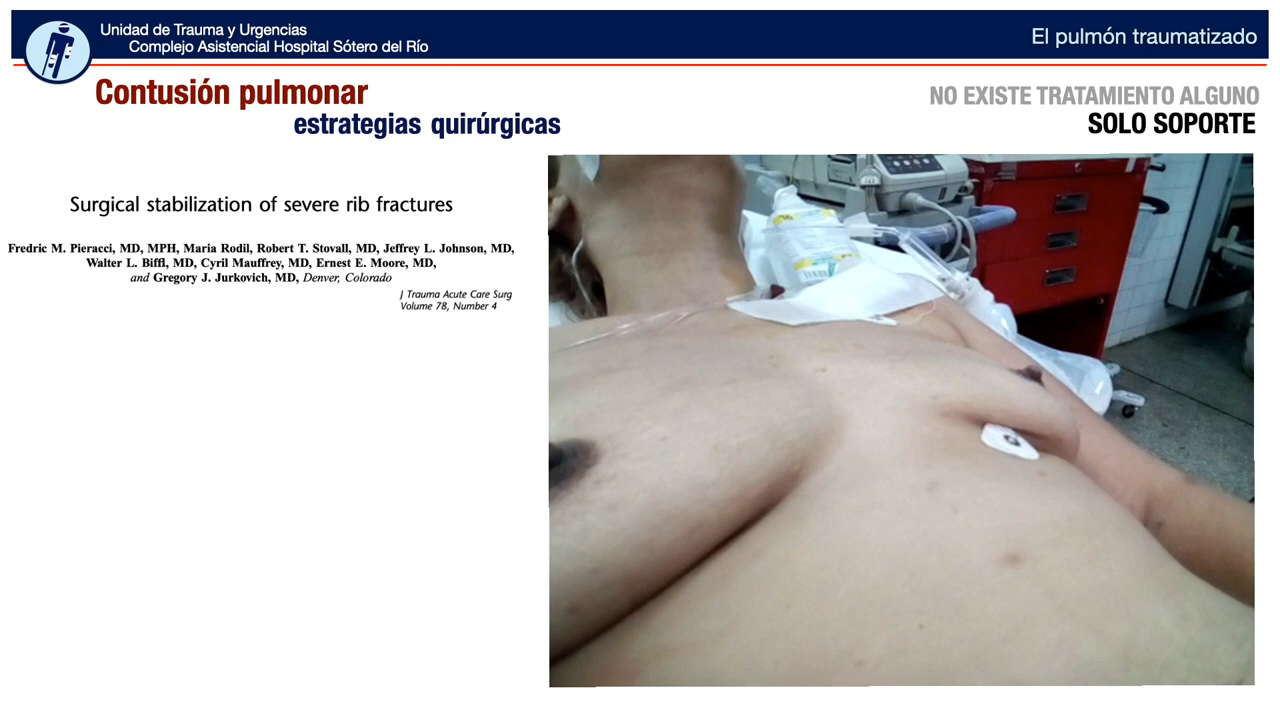 Unidad de Trauma y Urgencias
Complejo Asistencial Hospital Sótero del Río
El pulmón traumatizado
Contusión pulmonar
estrategias quirúrgicas
NO EXISTE TRATAMIENTO ALGUNO
SOLO SOPORTE
Surgical stabilization of severe rib fractures
Fredric M. Pieracci, MD, MPH, Maria Rodil, Robert T. Stovall, MD, Jeffrey L. Johnson, MD,
Walter L. Biffl, MD, Cyril Mauffrey, MD, Ernest E. Moore, MD,
and Gregory J. Jurkovich, MD, Denver, Colorado
J Trauma Acute Care Surg
Volume 78, Number 4